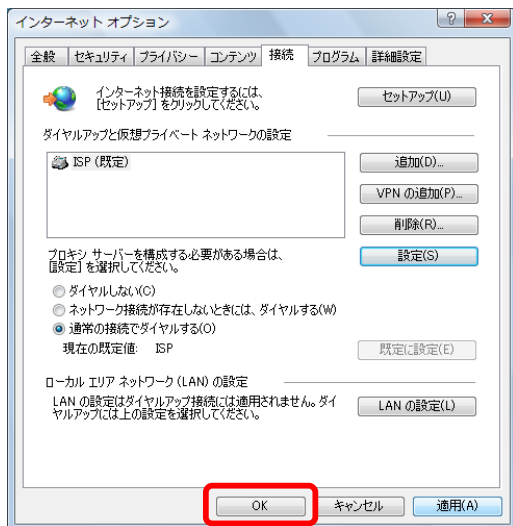 インターネット オプション
全般 セキュリティ プライバシー コンテンツ 接続 プログラム 詳細設定
インターネット接続を設定するには、
[セットアップ] をクリックしてください。
セットアップ(U)
ダイヤルアップと仮想プライベート ネットワークの設定
ISP (既定)
追加(D)...
VPN の追加(P)...
削除(R)...
プロキシ サーバーを構成する必要がある場合は、
[設定] を選択してください。
設定(S)
ダイヤルしない(C)
ネットワーク接続が存在しないときには、ダイヤルする(W)
通常の接続でダイヤルする(O)
現在の既定値: ISP
既定に設定(E)
ローカル エリア ネットワーク (LAN) の設定
LAN の設定はダイヤルアップ接続には適用されません。ダイ
ヤルアップには上の設定を選択してください。
LAN の設定(L)
OK キャンセル 適用(A)